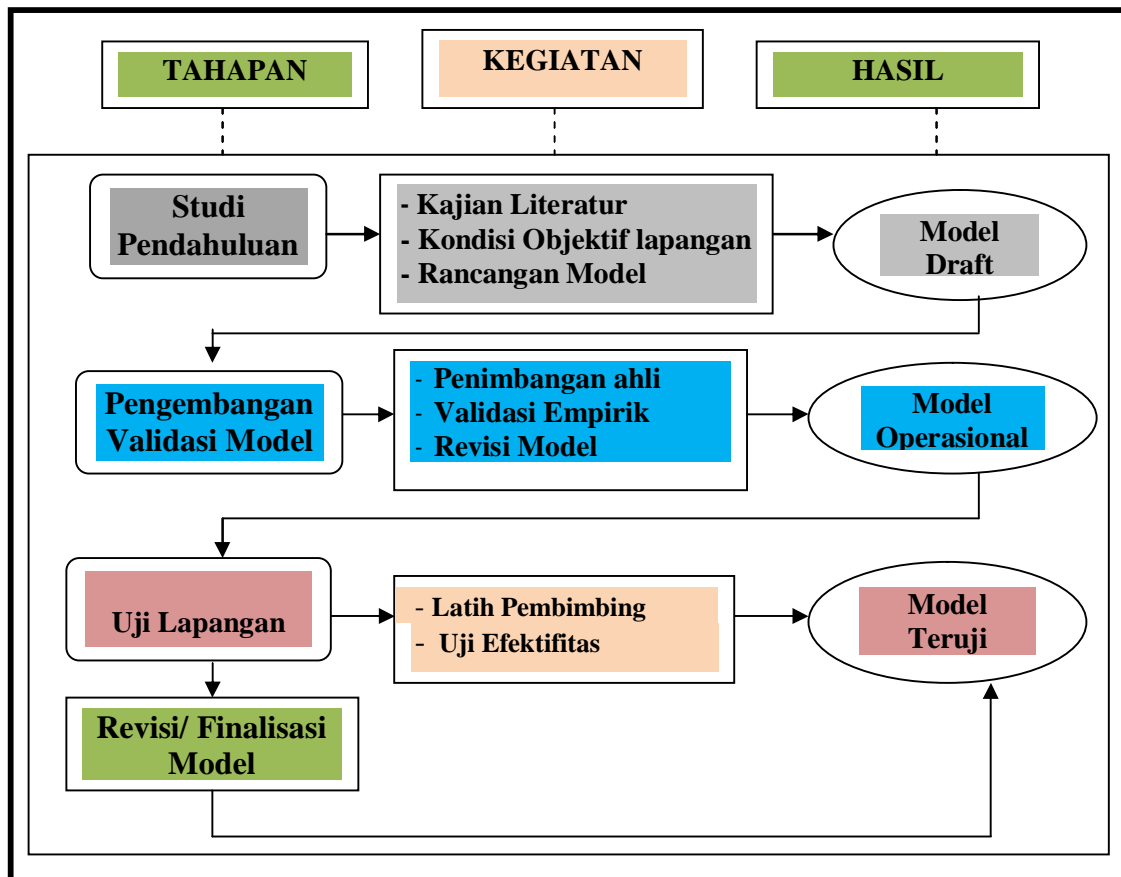 TAHAPAN
KEGIATAN
HASIL
Studi
Pendahuluan
- Kajian Literatur
- Kondisi Objektif lapangan
- Rancangan Model
Model
Draft
Pengembangan
Validasi Model
- Penimbangan ahli
- Validasi Empirik
- Revisi Model
Model
Operasional
Uji Lapangan
- Latih Pembimbing
- Uji Efektifitas
Model
Teruji
Revisi/ Finalisasi
Model